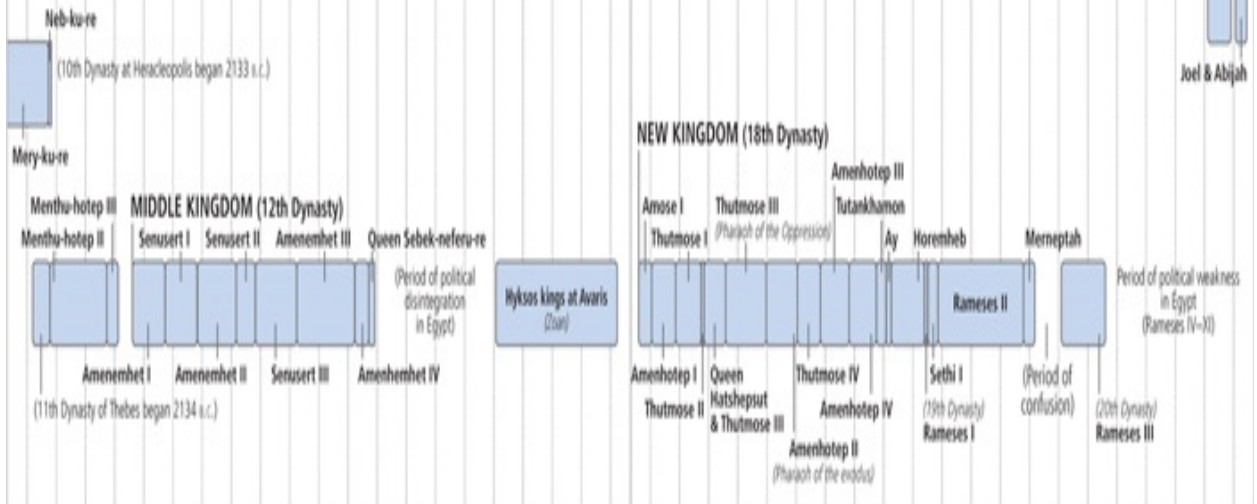 Neb-ku-re
(10th Dynasty at Heracleopolis began 2133 B.C.)
Mery-ku-re
Joel & Abijah
NEW KINGDOM (18th Dynasty)
Menthu-hotep III
MIDDLE KINGDOM (12th Dynasty)
Menthu-hotep II
Senusert I
Senusert II
Amenemhet III
Queen Sebek-neferu-re
(Period of political
disintegration
in Egypt)
Hyksos kings at Avaris
(Zoan)
Amenemhet I
Amenemhet II
Senusert III
Amenhemhet IV
(11th Dynasty of Thebes began 2134 B.C.)
Amose I
Thutmose I
Thutmose III
(Pharaoh of the Oppression)
Amenhotep III
Tutankhamon
Ay
Horemheb
Merneptah
Rameses II
Period of political weakness
in Egypt
(Rameses IV–XI)
Amenhotep I
Thutmose II
Queen
Hatshepsut
& Thutmose III
Amenhotep II
(Pharaoh of the exodus)
Thutmose IV
Amenhotep IV
Sethi I
(19th Dynasty)
Rameses I
(Period of
confusion)
(20th Dynasty)
Rameses III